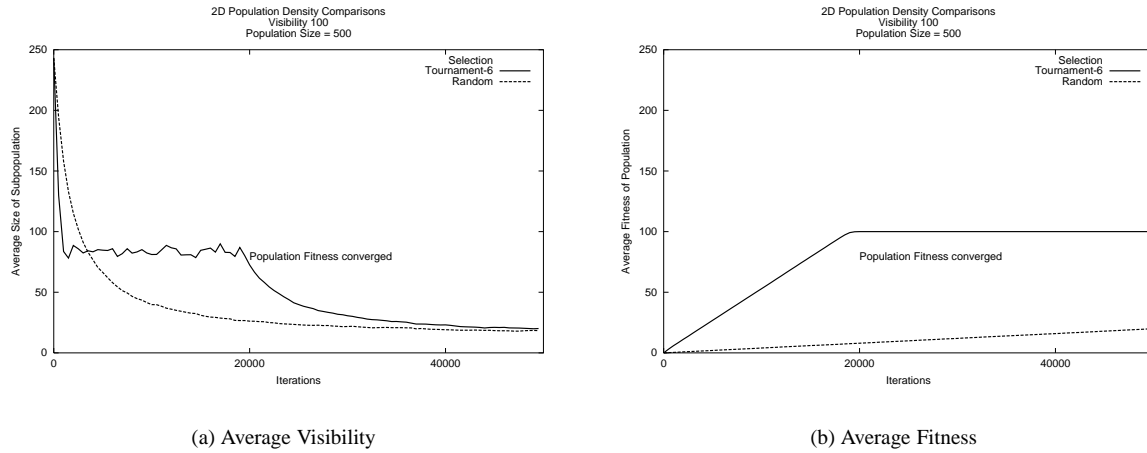 2D Population Density Comparisons
Visibility 100
Population Size = 500
250
200
150
100
50
0
0
20000
40000
Average Size of Subpopulation
Iterations
Selection
Tournament-6
Random
Population Fitness converged
(a) Average Visibility
2D Population Density Comparisons
Visibility 100
Population Size = 500
250
200
150
100
50
0
0
20000
40000
Average Fitness of Population
Iterations
Selection
Tournament-6
Random
Population Fitness converged
(b) Average Fitness